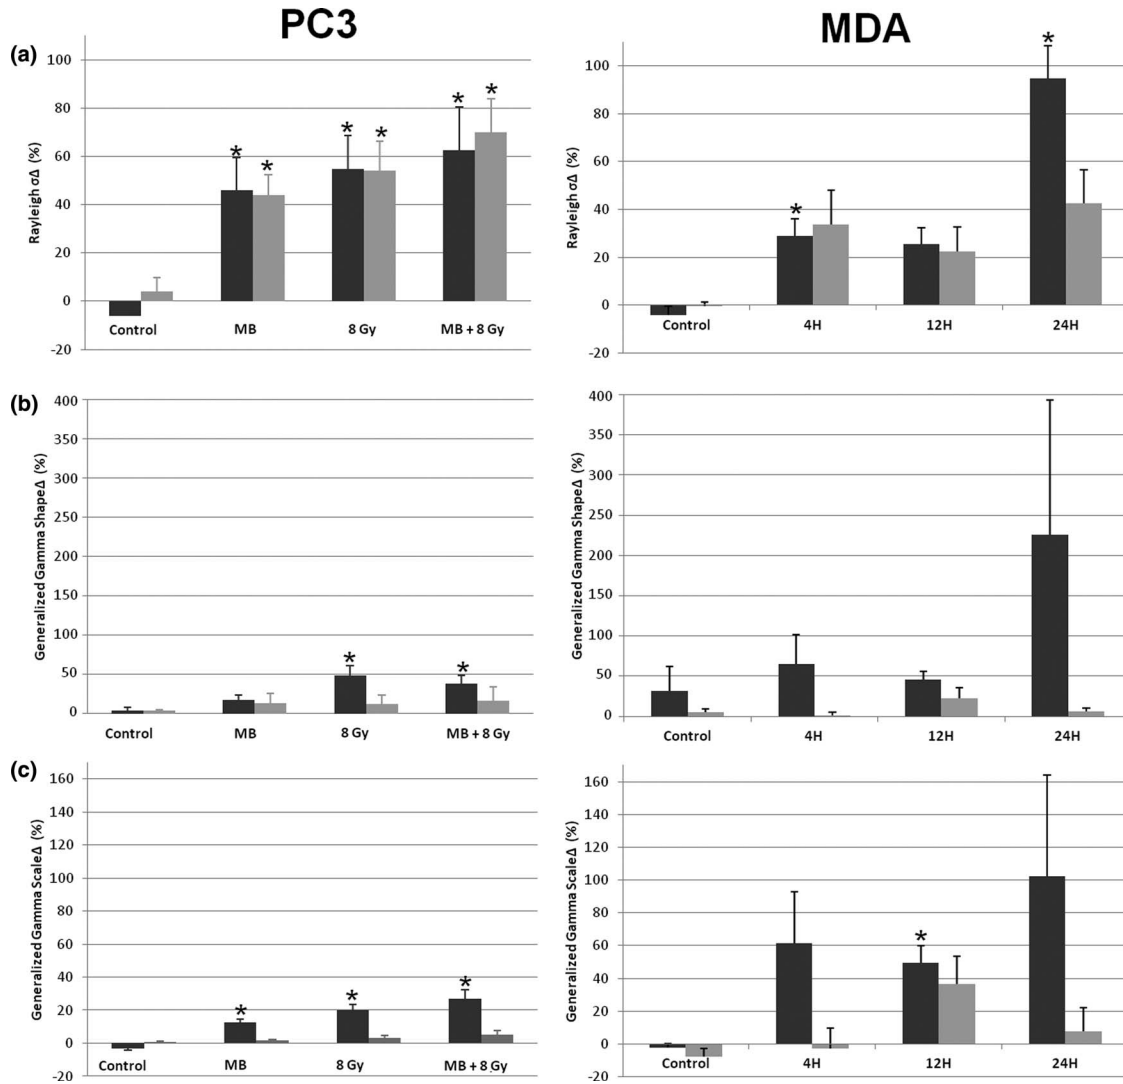 PC3
MDA
(a)
Rayleigh σΔ (%)
100
80
60
40
20
0
-20
* * * * * *
Control MB 8 Gy MB + 8 Gy
Rayleigh σΔ (%)
100
80
60
40
20
0
-20
* *
Control 4H 12H 24H
(b)
Generalized Gamma ShapeΔ (%)
400
350
300
250
200
150
100
50
0
* *
Control MB 8 Gy MB + 8 Gy
Generalized Gamma ShapeΔ (%)
400
350
300
250
200
150
100
50
0
Control 4H 12H 24H
(c)
Generalized Gamma ScaleΔ (%)
160
140
120
100
80
60
40
20
0
-20
* * *
Control MB 8 Gy MB + 8 Gy
Generalized Gamma ScaleΔ (%)
160
140
120
100
80
60
40
20
0
-20
*
Control 4H 12H 24H